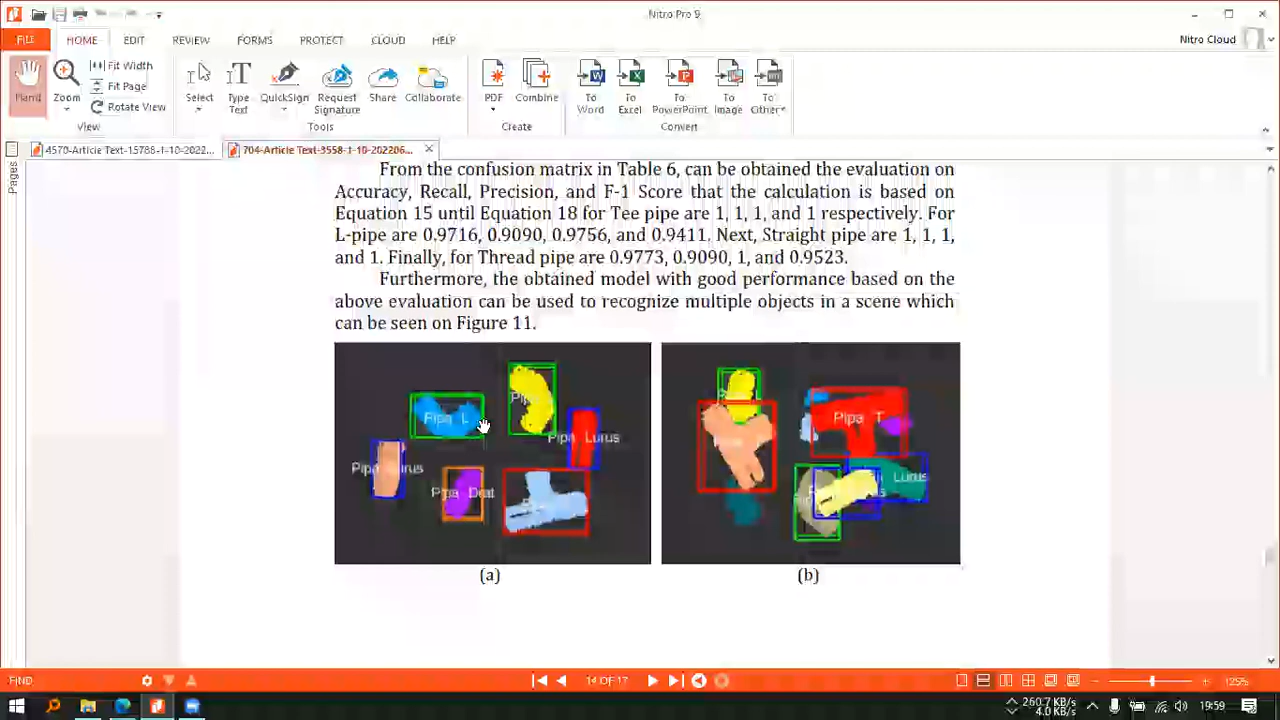 Nitro Pro 9
FILE HOME EDIT REVIEW FORMS PROTECT CLOUD HELP
Nitro Cloud
Hand Zoom Fit Width Fit Page Rotate View
View
Select Type Text QuickSign Request Signature Share Collaborate
Tools
PDF Combine
Create
To Word To Excel To PowerPoint To Image To Other
Convert
4570-Article Text-15786-1-10-2022...
704-Article Text-3558-1-10-202206...
Pages
From the confusion matrix in Table 6, can be obtained the evaluation on
Accuracy, Recall, Precision, and F-1 Score that the calculation is based on
Equation 15 until Equation 18 for Tee pipe are 1, 1, 1, and 1 respectively. For
L-pipe are 0.9716, 0.9090, 0.9756, and 0.9411. Next, Straight pipe are 1, 1, 1,
and 1. Finally, for Thread pipe are 0.9773, 0.9090, 1, and 0.9523.
Furthermore, the obtained model with good performance based on the
above evaluation can be used to recognize multiple objects in a scene which
can be seen on Figure 11.
Pipa L
Pipa Lurus
Pipa
Pipa Drat
Pipa T
Lurus
(a)
(b)
FIND
14 OF 17
125%
260.7 KB/s
4.0 KB/s
19:59